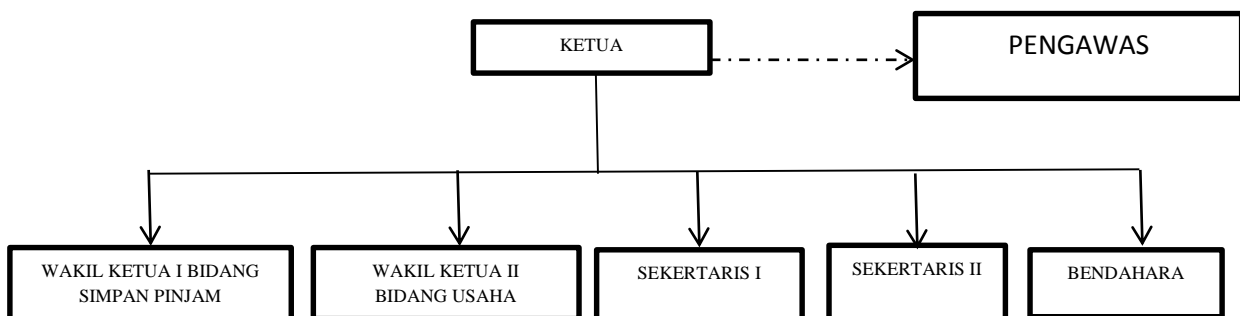 KETUA
PENGAWAS
WAKIL KETUA I BIDANG
SIMPAN PINJAM
WAKIL KETUA II
BIDANG USAHA
SEKERTARIS I
SEKERTARIS II
BENDAHARA